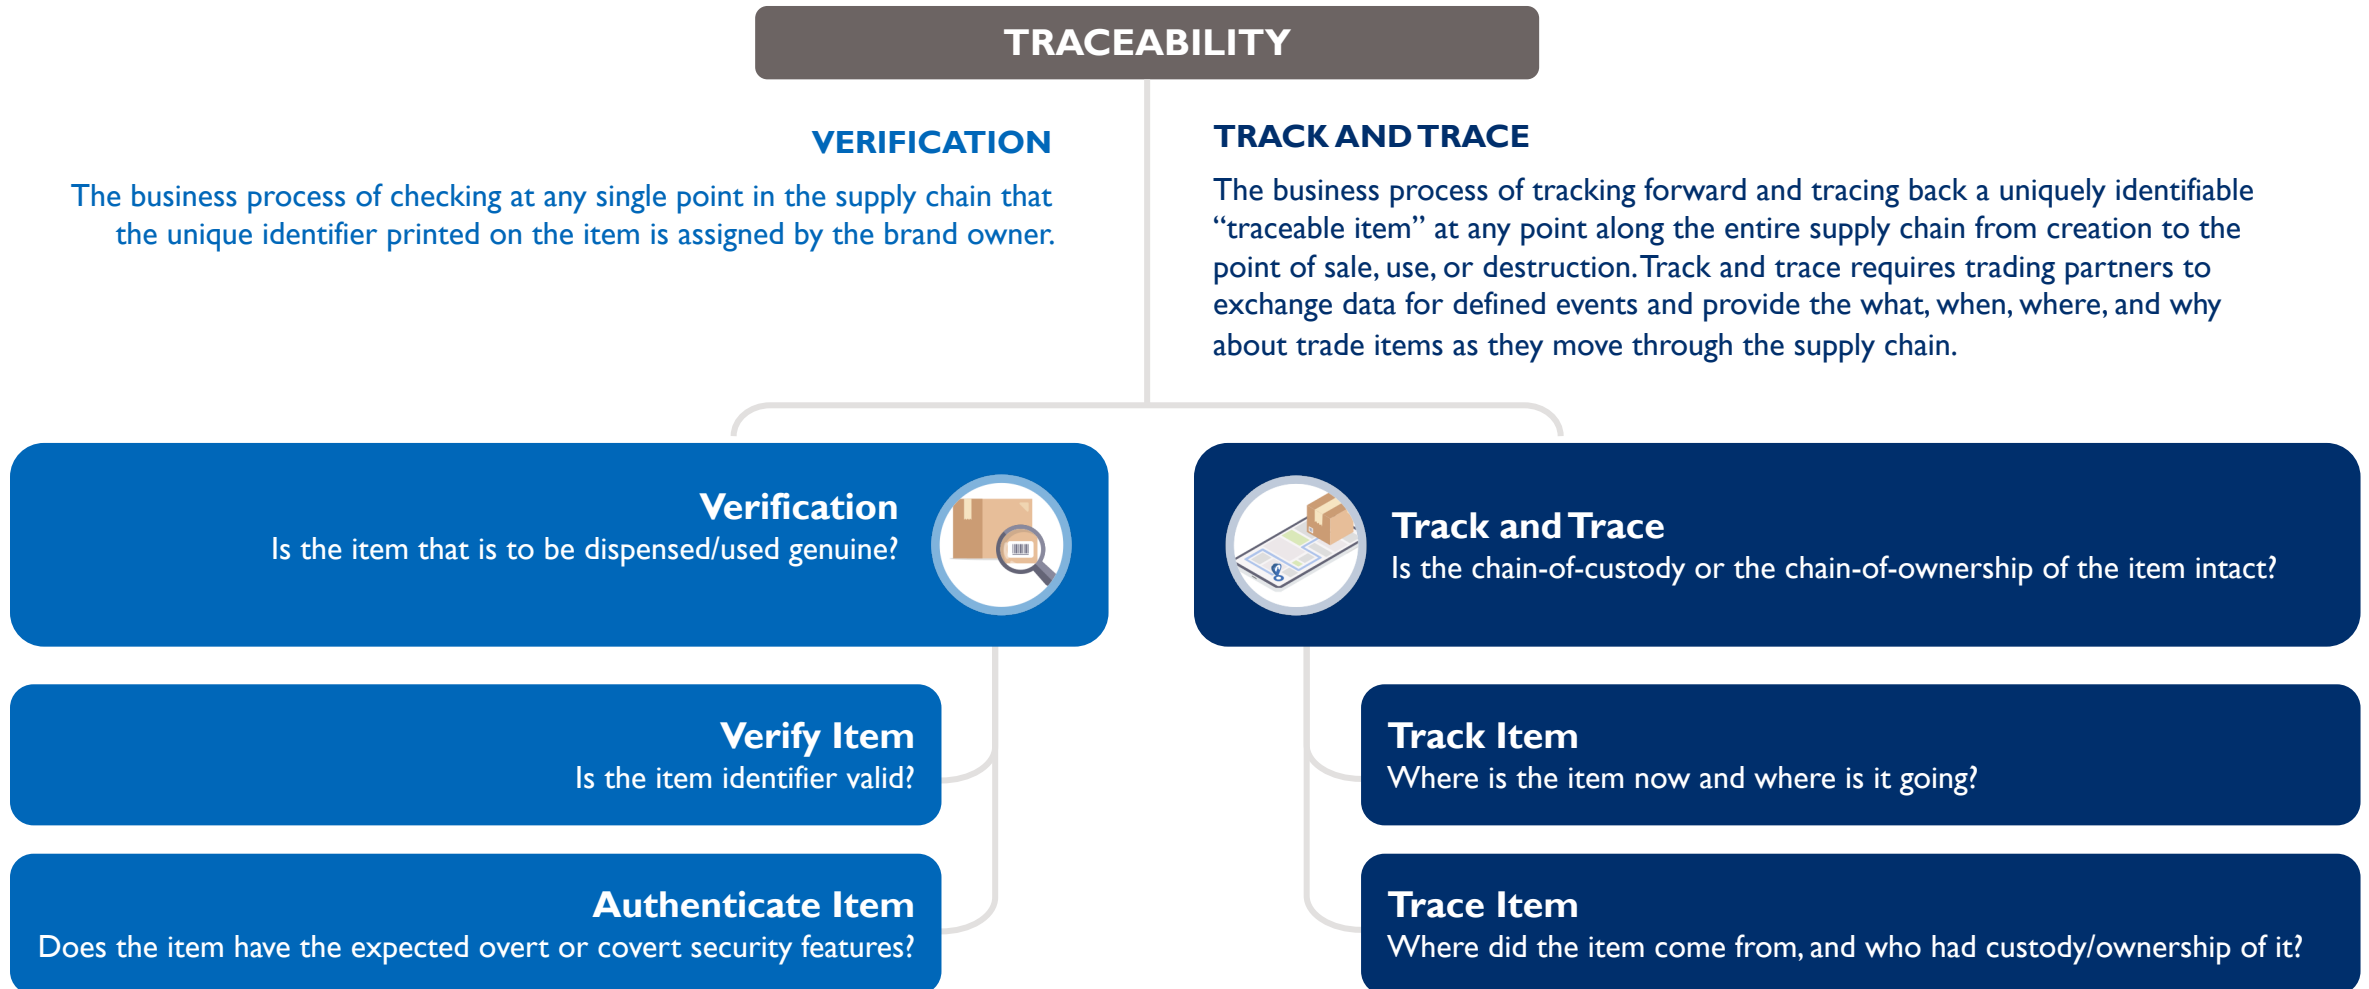 TRACEABILITY
VERIFICATION
The business process of checking at any single point in the supply chain that
the unique identifier printed on the item is assigned by the brand owner.
TRACK AND TRACE
The business process of tracking forward and tracing back a uniquely identifiable
“traceable item” at any point along the entire supply chain from creation to the
point of sale, use, or destruction. Track and trace requires trading partners to
exchange data for defined events and provide the what, when, where, and why
about trade items as they move through the supply chain.
Verification
Is the item that is to be dispensed/used genuine?
Track and Trace
Is the chain-of-custody or the chain-of-ownership of the item intact?
Verify Item
Is the item identifier valid?
Track Item
Where is the item now and where is it going?
Authenticate Item
Does the item have the expected overt or covert security features?
Trace Item
Where did the item come from, and who had custody/ownership of it?